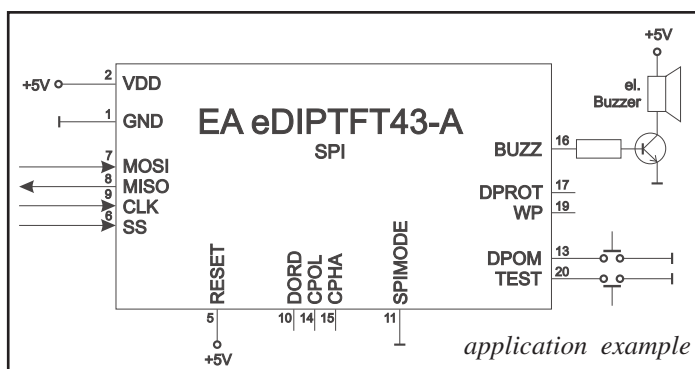 +5V
2
VDD
+5V
1
GND
EA eDIPTFT43-A
SPI
el.
Buzzer
7
MOSI
8
MISO
9
CLK
6
SS
BUZZ
16
DPROT
17
WP
19
DPOM
13
TEST
20
RESET
DORD
CPOL
CPHA
SPIMODE
5
10
14
15
11
+5V
application example